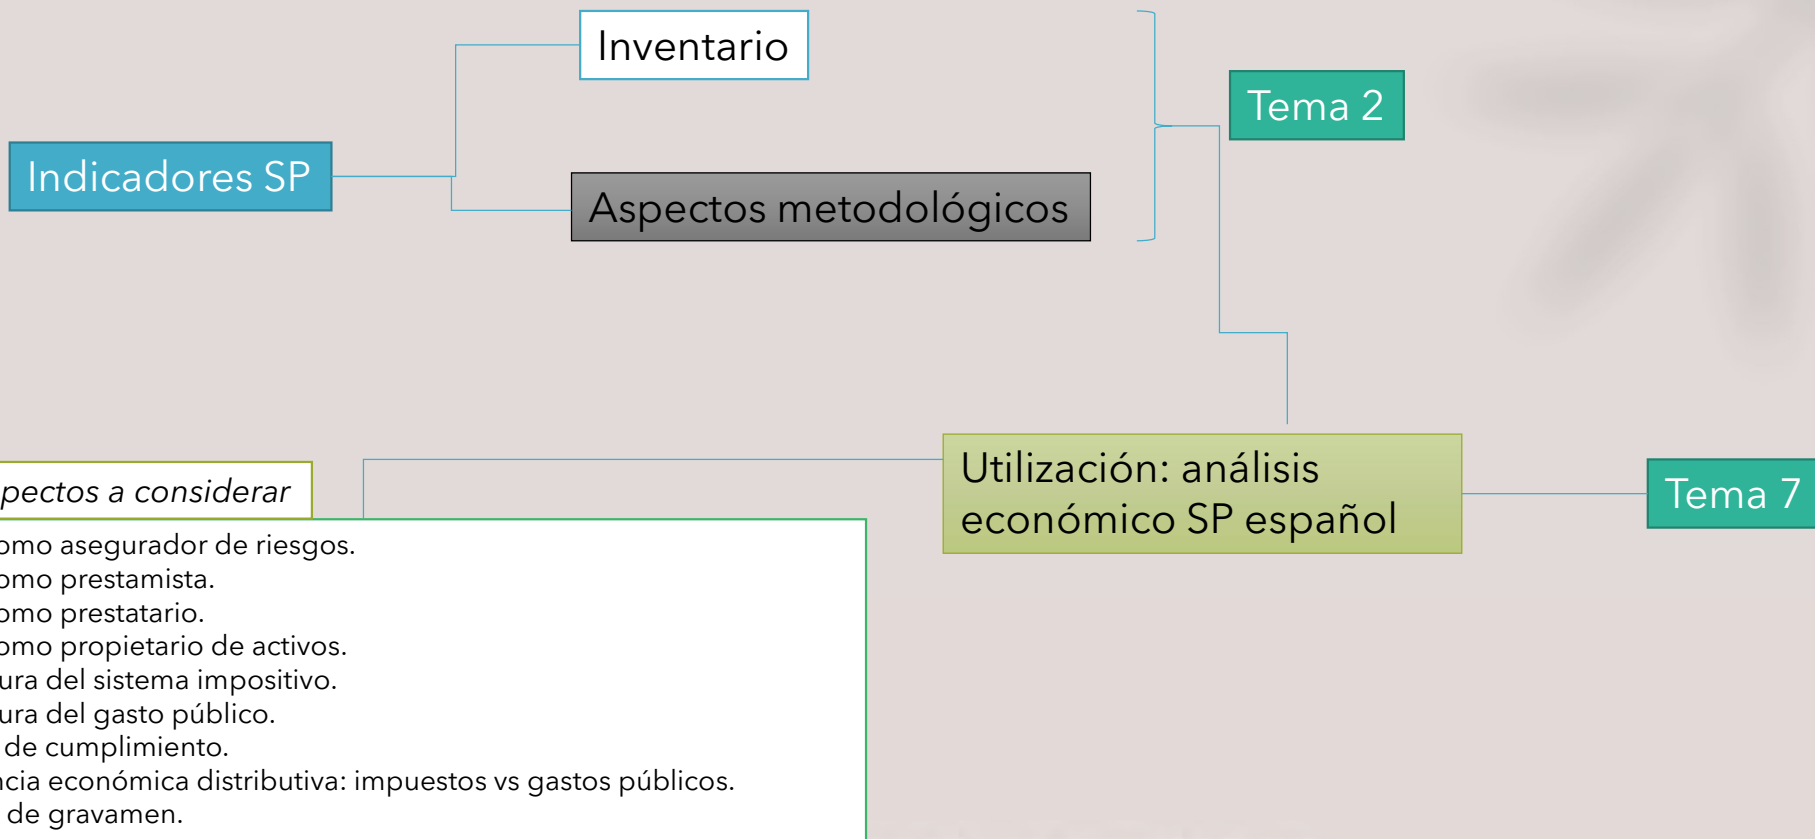 Inventario
Tema 2
Indicadores SP
Aspectos metodológicos
Utilización: análisis
económico SP español
Tema 7
pectos a considerar
omo asegurador de riesgos.
omo prestamista.
omo prestatario.
omo propietario de activos.
ura del sistema impositivo.
ura del gasto público.
de cumplimiento.
ncia económica distributiva: impuestos vs gastos públicos.
de gravamen.